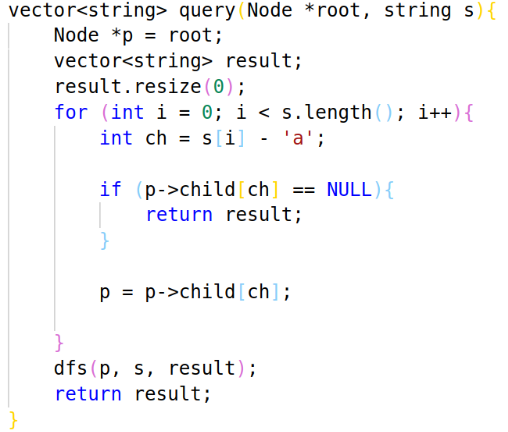 vector<string> query(Node *root, string s){
    Node *p = root;
    vector<string> result;
    result.resize(0);
    for (int i = 0; i < s.length(); i++){
        int ch = s[i] - 'a';

        if (p->child[ch] == NULL){
            return result;
        }

        p = p->child[ch];

    }
    dfs(p, s, result);
    return result;
}